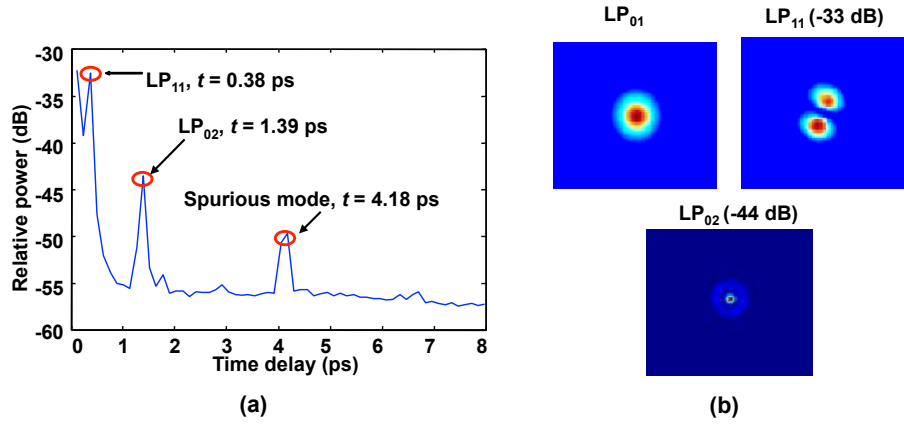 (a)
Relative power (dB)
-30
-35
-40
-45
-50
-55
-60
LP11, t = 0.38 ps
LP02, t = 1.39 ps
Spurious mode, t = 4.18 ps
0 1 2 3 4 5 6 7 8
Time delay (ps)
LP01
LP11 (-33 dB)
LP02 (-44 dB)
(b)